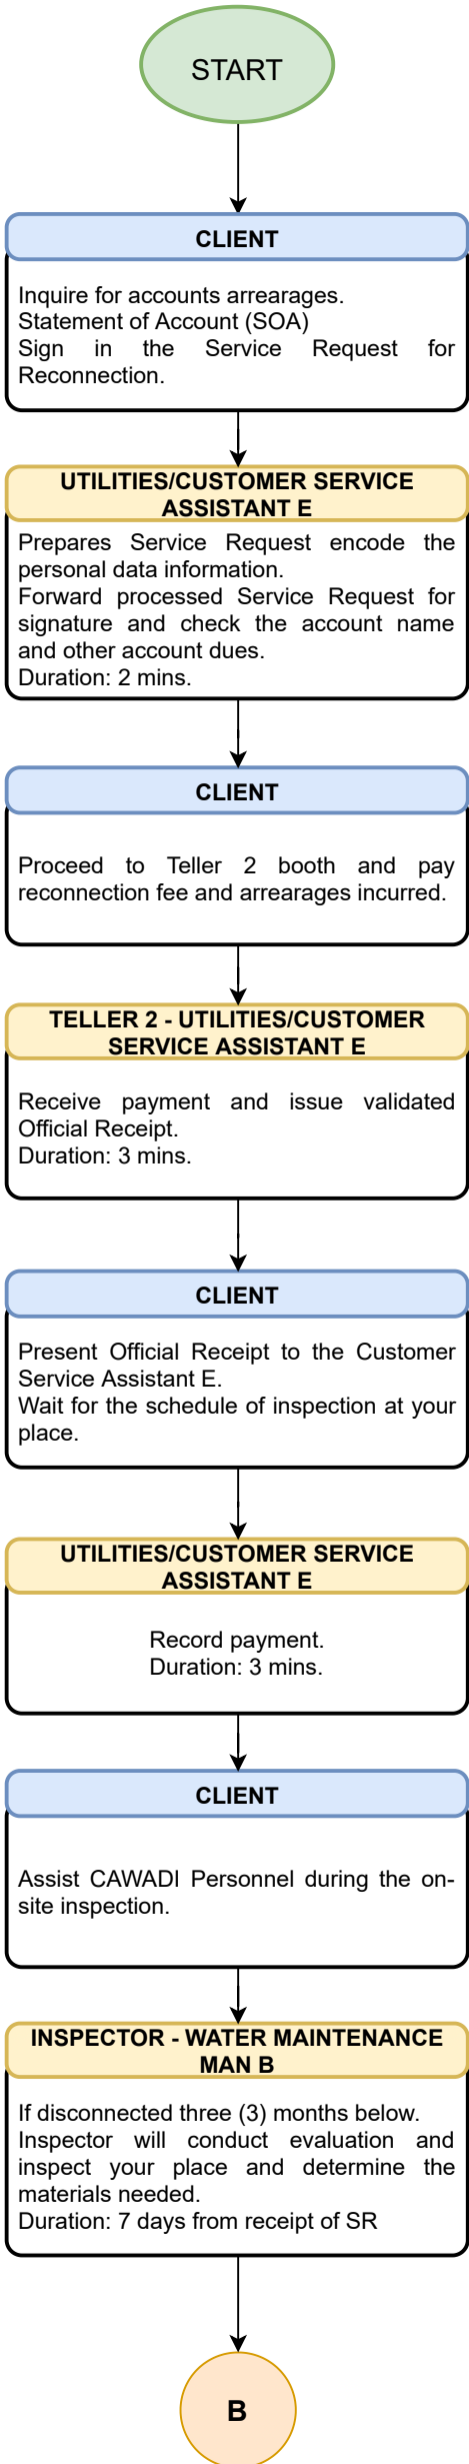 START
CLIENT
Inquire for accounts arrearages.
Statement of Account (SOA)
Sign in the Service Request for
Reconnection.
UTILITIES/CUSTOMER SERVICE
ASSISTANT E
Prepares Service Request encode the
personal data information.
Forward processed Service Request for
signature and check the account name
and other account dues.
Duration: 2 mins.
CLIENT
Proceed to Teller 2 booth and pay
reconnection fee and arrearages incurred.
TELLER 2 - UTILITIES/CUSTOMER
SERVICE ASSISTANT E
Receive payment and issue validated
Official Receipt.
Duration: 3 mins.
CLIENT
Present Official Receipt to the Customer
Service Assistant E.
Wait for the schedule of inspection at your
place.
UTILITIES/CUSTOMER SERVICE
ASSISTANT E
Record payment.
Duration: 3 mins.
CLIENT
Assist CAWADI Personnel during the on-
site inspection.
INSPECTOR - WATER MAINTENANCE
MAN B
If disconnected three (3) months below.
Inspector will conduct evaluation and
inspect your place and determine the
materials needed.
Duration: 7 days from receipt of SR
B